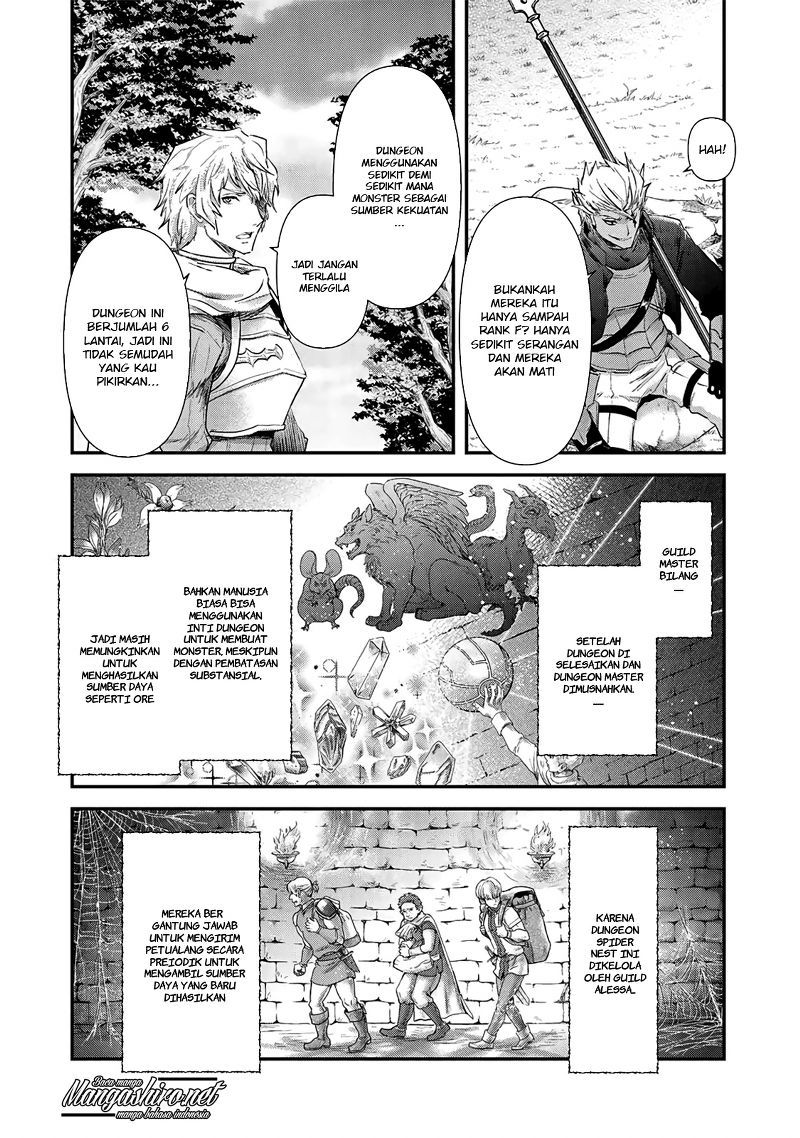 HAH!
BUKANKAH
MEREKA ITU
HANYA SAMPAH
RANK F? HANYA
SEDIKIT SERANGAN
DAN MEREKA
AKAN MATI
DUNGEON
MENGGUNAKAN
SEDIKIT DEMI
SEDIKIT MANA
MONSTER SEBAGAI
SUMBER KEKUATAN
...
JADI JANGAN
TERLALU
MENGGILA
DUNGEON INI
BERJUMLAH 6
LANTAI, JADI INI
TIDAK SEMUDAH
YANG KAU
PIKIRKAN...
GUILD
MASTER
BILANG
—
SETELAH
DUNGEON DI
SELESAIKAN DAN
DUNGEON MASTER
DIMUSNAHKAN.
—
BAHKAN MANUSIA
BIASA BISA
MENGGUNAKAN
INTI DUNGEON
UNTUK MEMBUAT
MONSTER. MESKIPUN
DENGAN PEMBATASAN
SUBSTANSIAL.
JADI MASIH
MEMUNGKINKAN
UNTUK
MENGHASILKAN
SUMBER DAYA
SEPERTI ORE
KARENA
DUNGEON
SPIDER
NEST INI
DIKELOLA
OLEH GUILD
ALESSA.
MEREKA BER
GANTUNG JAWAB
UNTUK MENGIRIM
PETUALANG SECARA
PREIODIK UNTUK
MENGAMBIL SUMBER
DAYA YANG BARU
DIHASILKAN
Baca manga
Mangashiro.net
manga bahasa indonesia